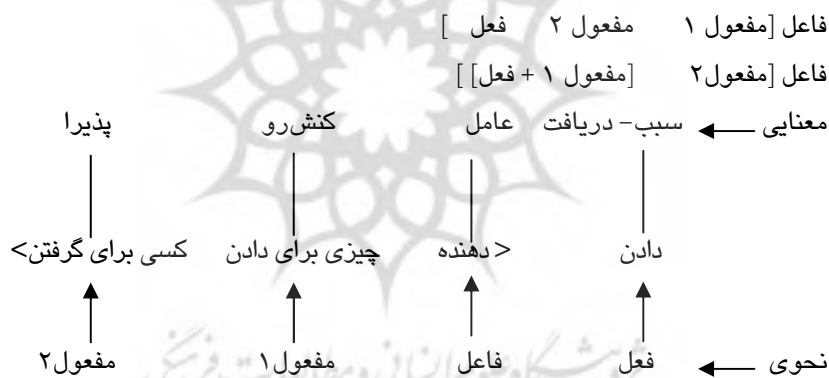 فاعل [مفعول ۱ مفعول ۲ فعل ]
فاعل [مفعول۲ [مفعول ۱ + فعل] ]
معنایی سبب- دریافت عامل کنش‌رو پذیرا
دادن <دهنده چیزی برای دادن کسی برای گرفتن>
نحوی فعل فاعل مفعول۱ مفعول۲